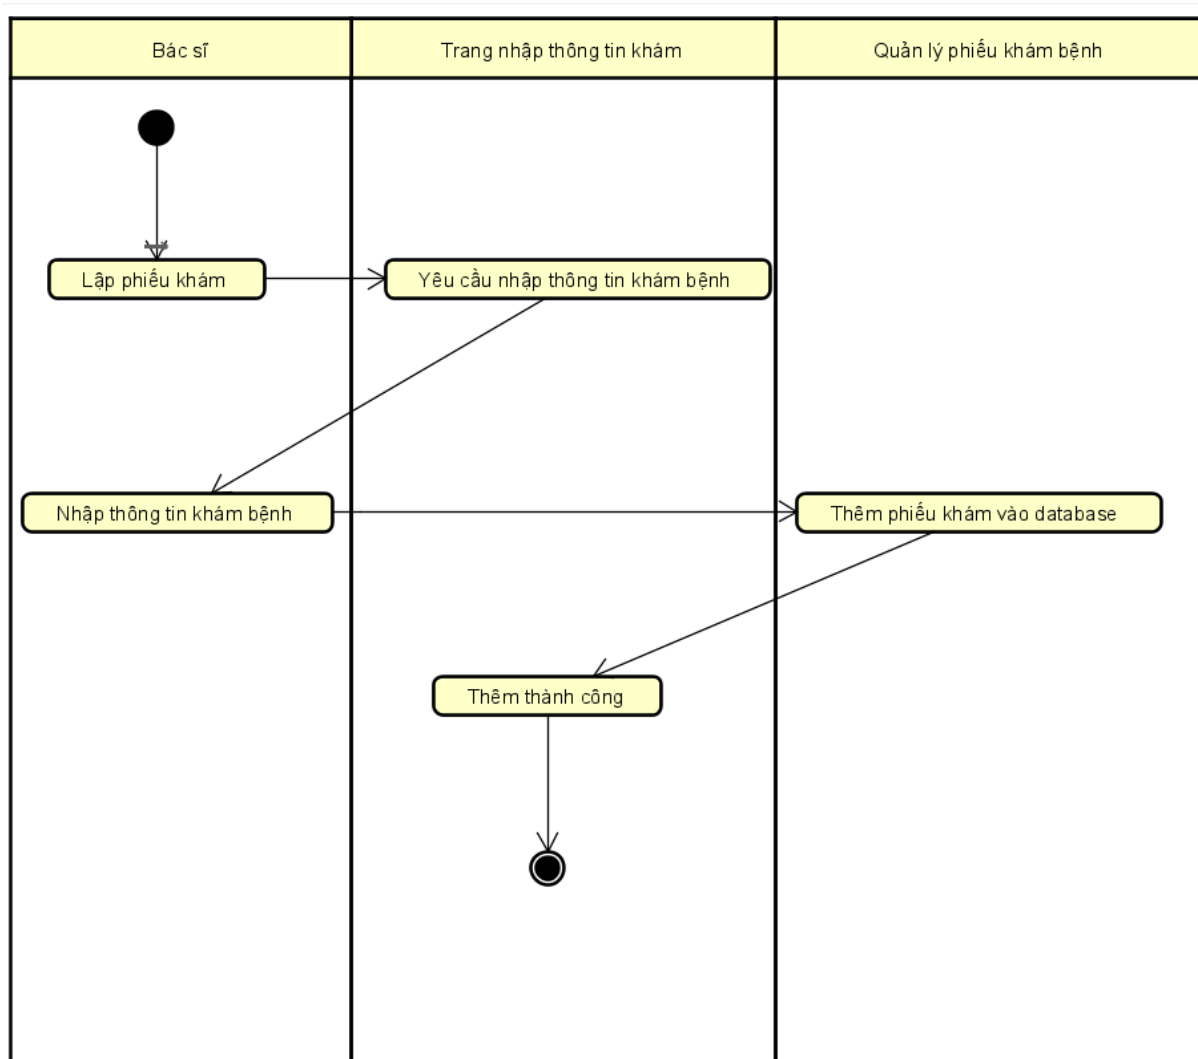 Bác sĩ
Trang nhập thông tin khám
Quản lý phiếu khám bệnh
Lập phiếu khám
Yêu cầu nhập thông tin khám bệnh
Nhập thông tin khám bệnh
Thêm phiếu khám vào database
Thêm thành công